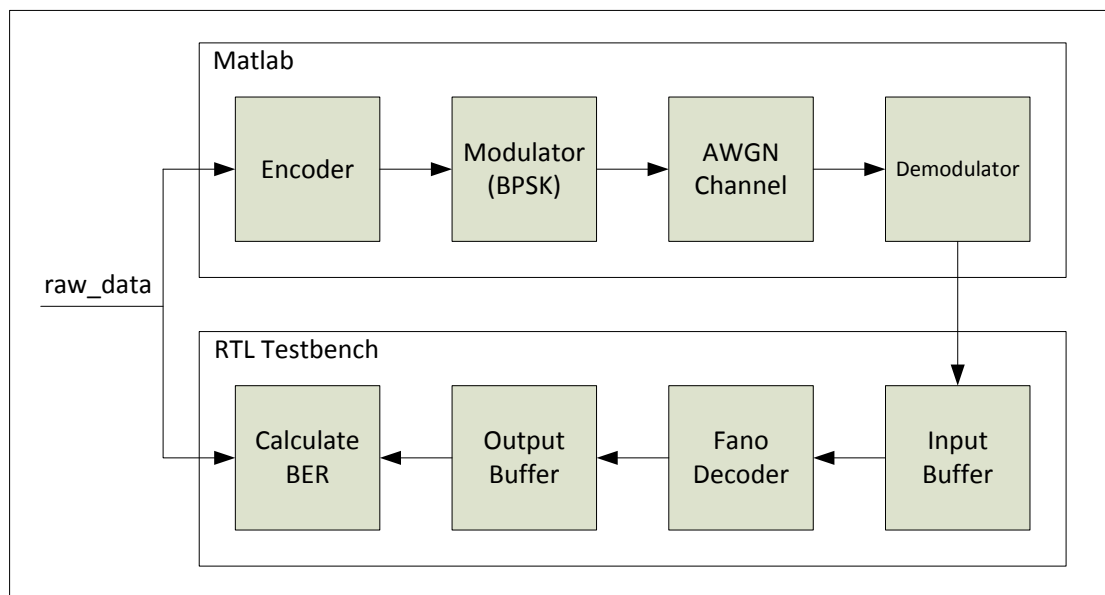 Matlab
Encoder
Modulator
(BPSK)
AWGN
Channel
Demodulator
raw_data
RTL Testbench
Calculate
BER
Output
Buffer
Fano
Decoder
Input
Buffer